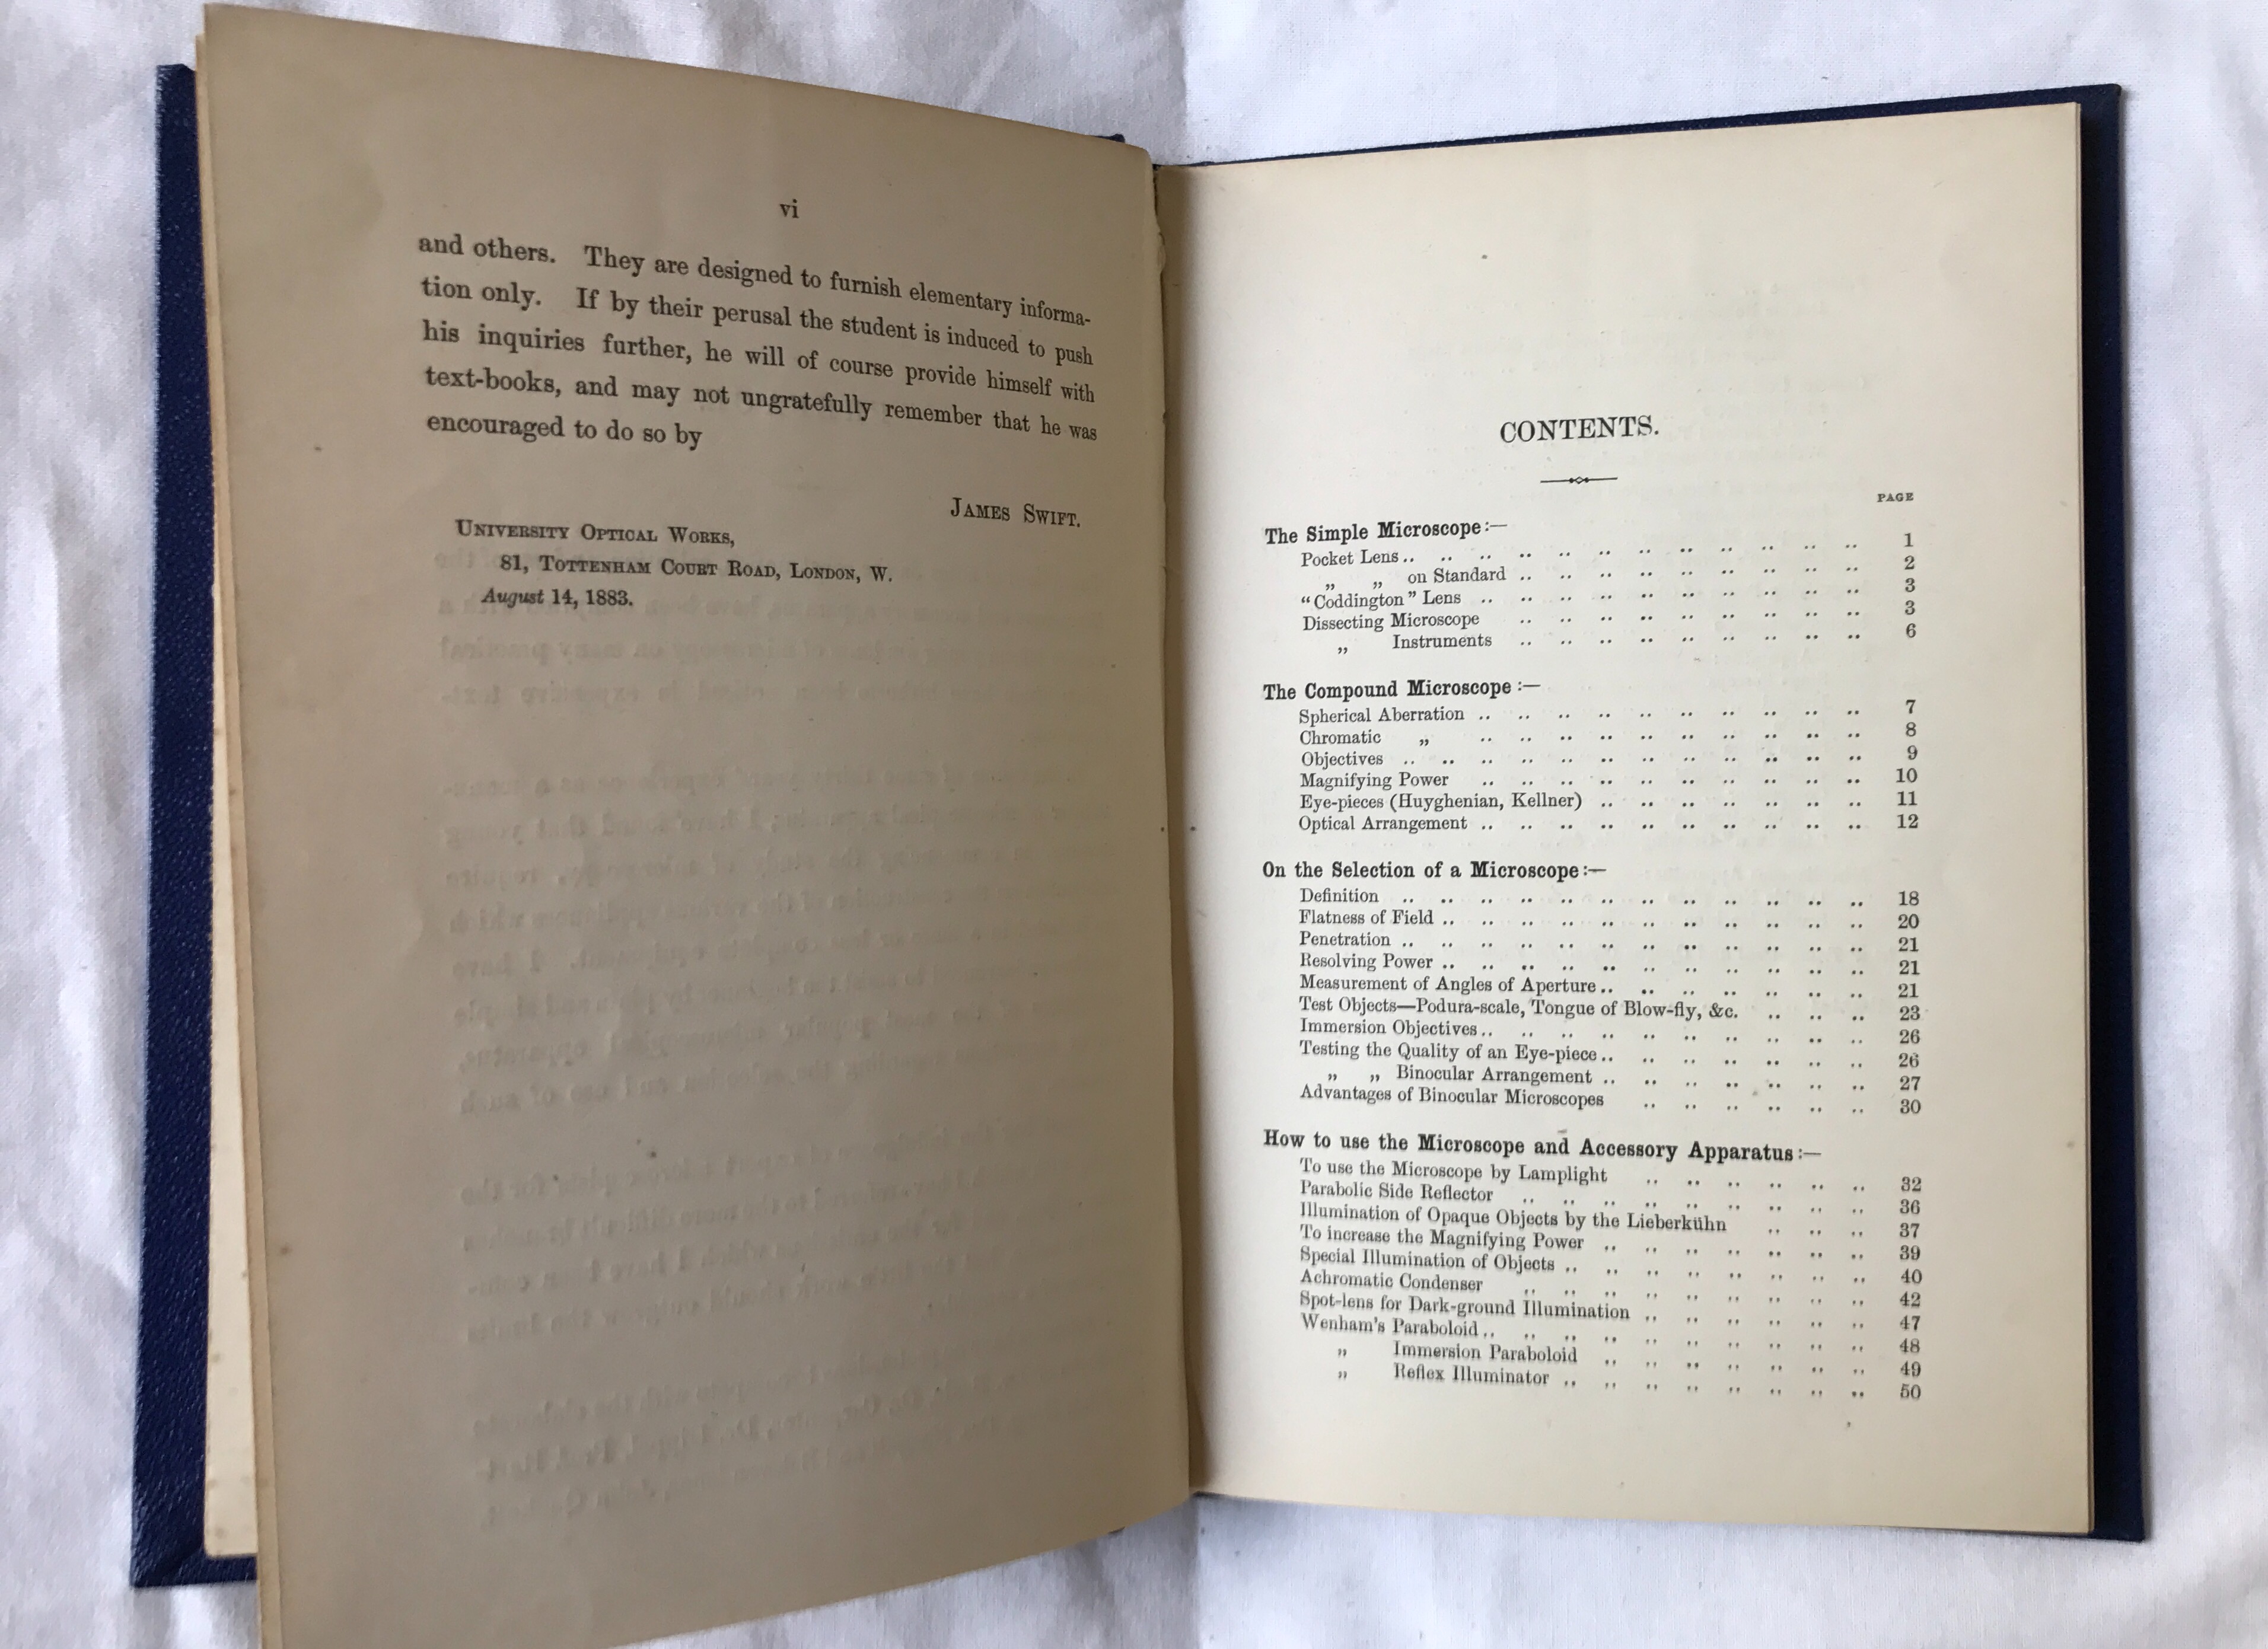 vi
and others. They are designed to furnish elementary informa-
tion only. If by their perusal the student is induced to push
his inquiries further, he will of course provide himself with
text-books, and may not ungratefully remember that he was
encouraged to do so by
JAMES SWIFT.
UNIVERSITY OPTICAL WORKS,
81, TOTTENHAM COURT ROAD, LONDON, W.
August 14, 1883.
CONTENTS.
PAGE
The Simple Microscope:—
Pocket Lens .. .. .. .. .. .. .. .. .. .. .. .. 1
„ „ on Standard .. .. .. .. .. .. .. .. .. 2
“Coddington” Lens .. .. .. .. .. .. .. .. .. .. 3
Dissecting Microscope .. .. .. .. .. .. .. .. .. 3
„ Instruments .. .. .. .. .. .. .. .. .. 6
The Compound Microscope:—
Spherical Aberration .. .. .. .. .. .. .. .. .. .. 7
Chromatic „ .. .. .. .. .. .. .. .. .. .. 8
Objectives .. .. .. .. .. .. .. .. .. .. .. .. 9
Magnifying Power .. .. .. .. .. .. .. .. .. .. 10
Eye-pieces (Huyghenian, Kellner) .. .. .. .. .. .. .. 11
Optical Arrangement .. .. .. .. .. .. .. .. .. .. 12
On the Selection of a Microscope:—
Definition .. .. .. .. .. .. .. .. .. .. .. .. 18
Flatness of Field .. .. .. .. .. .. .. .. .. .. .. 20
Penetration .. .. .. .. .. .. .. .. .. .. .. .. 21
Resolving Power .. .. .. .. .. .. .. .. .. .. .. 21
Measurement of Angles of Aperture .. .. .. .. .. .. .. 21
Test Objects—Podura-scale, Tongue of Blow-fly, &c. .. .. .. 23
Immersion Objectives .. .. .. .. .. .. .. .. .. .. 26
Testing the Quality of an Eye-piece .. .. .. .. .. .. .. 26
„ „ Binocular Arrangement .. .. .. .. .. .. .. 27
Advantages of Binocular Microscopes .. .. .. .. .. .. 30
How to use the Microscope and Accessory Apparatus:—
To use the Microscope by Lamplight .. .. .. .. .. .. 32
Parabolic Side Reflector .. .. .. .. .. .. .. .. .. 36
Illumination of Opaque Objects by the Lieberkühn .. .. .. 37
To increase the Magnifying Power .. .. .. .. .. .. .. 39
Special Illumination of Objects .. .. .. .. .. .. .. .. 40
Achromatic Condenser .. .. .. .. .. .. .. .. .. 42
Spot-lens for Dark-ground Illumination .. .. .. .. .. .. 47
Wenham's Paraboloid .. .. .. .. .. .. .. .. .. .. 48
„ Immersion Paraboloid .. .. .. .. .. .. .. 49
„ Reflex Illuminator .. .. .. .. .. .. .. .. 50